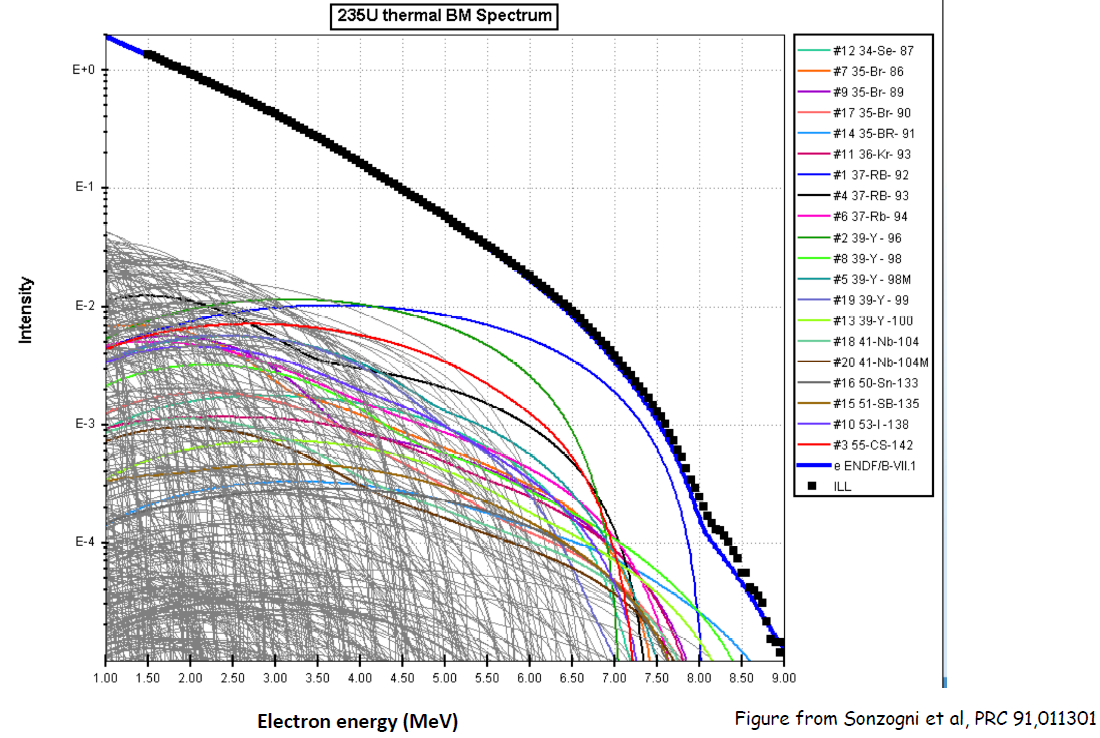 235U thermal BM Spectrum
E+0
E-1
E-2
E-3
E-4
Intensity
1.00 1.50 2.00 2.50 3.00 3.50 4.00 4.50 5.00 5.50 6.00 6.50 7.00 7.50 8.00 8.50 9.00
Electron energy (MeV)
#12 34-Se- 87
#7 35-Br- 86
#9 35-Br- 89
#17 35-Br- 90
#14 35-BR- 91
#11 36-Kr- 93
#1 37-RB- 92
#4 37-RB- 93
#6 37-Rb- 94
#2 39-Y - 96
#8 39-Y - 98
#5 39-Y - 98M
#19 39-Y - 99
#13 39-Y -100
#18 41-Nb-104
#20 41-Nb-104M
#16 50-Sn-133
#15 51-SB-135
#10 53-I -138
#3 55-CS-142
e ENDF/B-VII.1
ILL
Figure from Sonzogni et al, PRC 91,011301